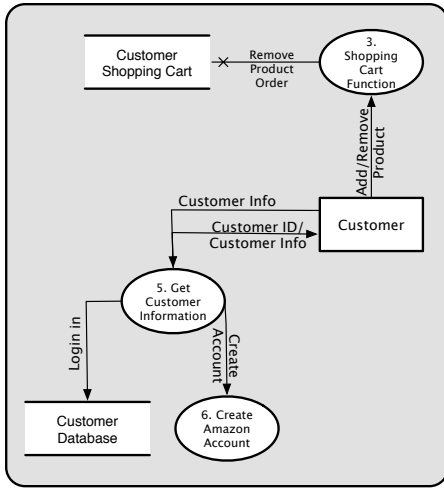 Customer
Shopping Cart
Remove
Product
Order
3.
Shopping
Cart
Function
Add/Remove
Product
Customer Info
Customer ID/
Customer Info
Customer
5. Get
Customer
Information
Login in
Create
Account
Customer
Database
6. Create
Amazon
Account